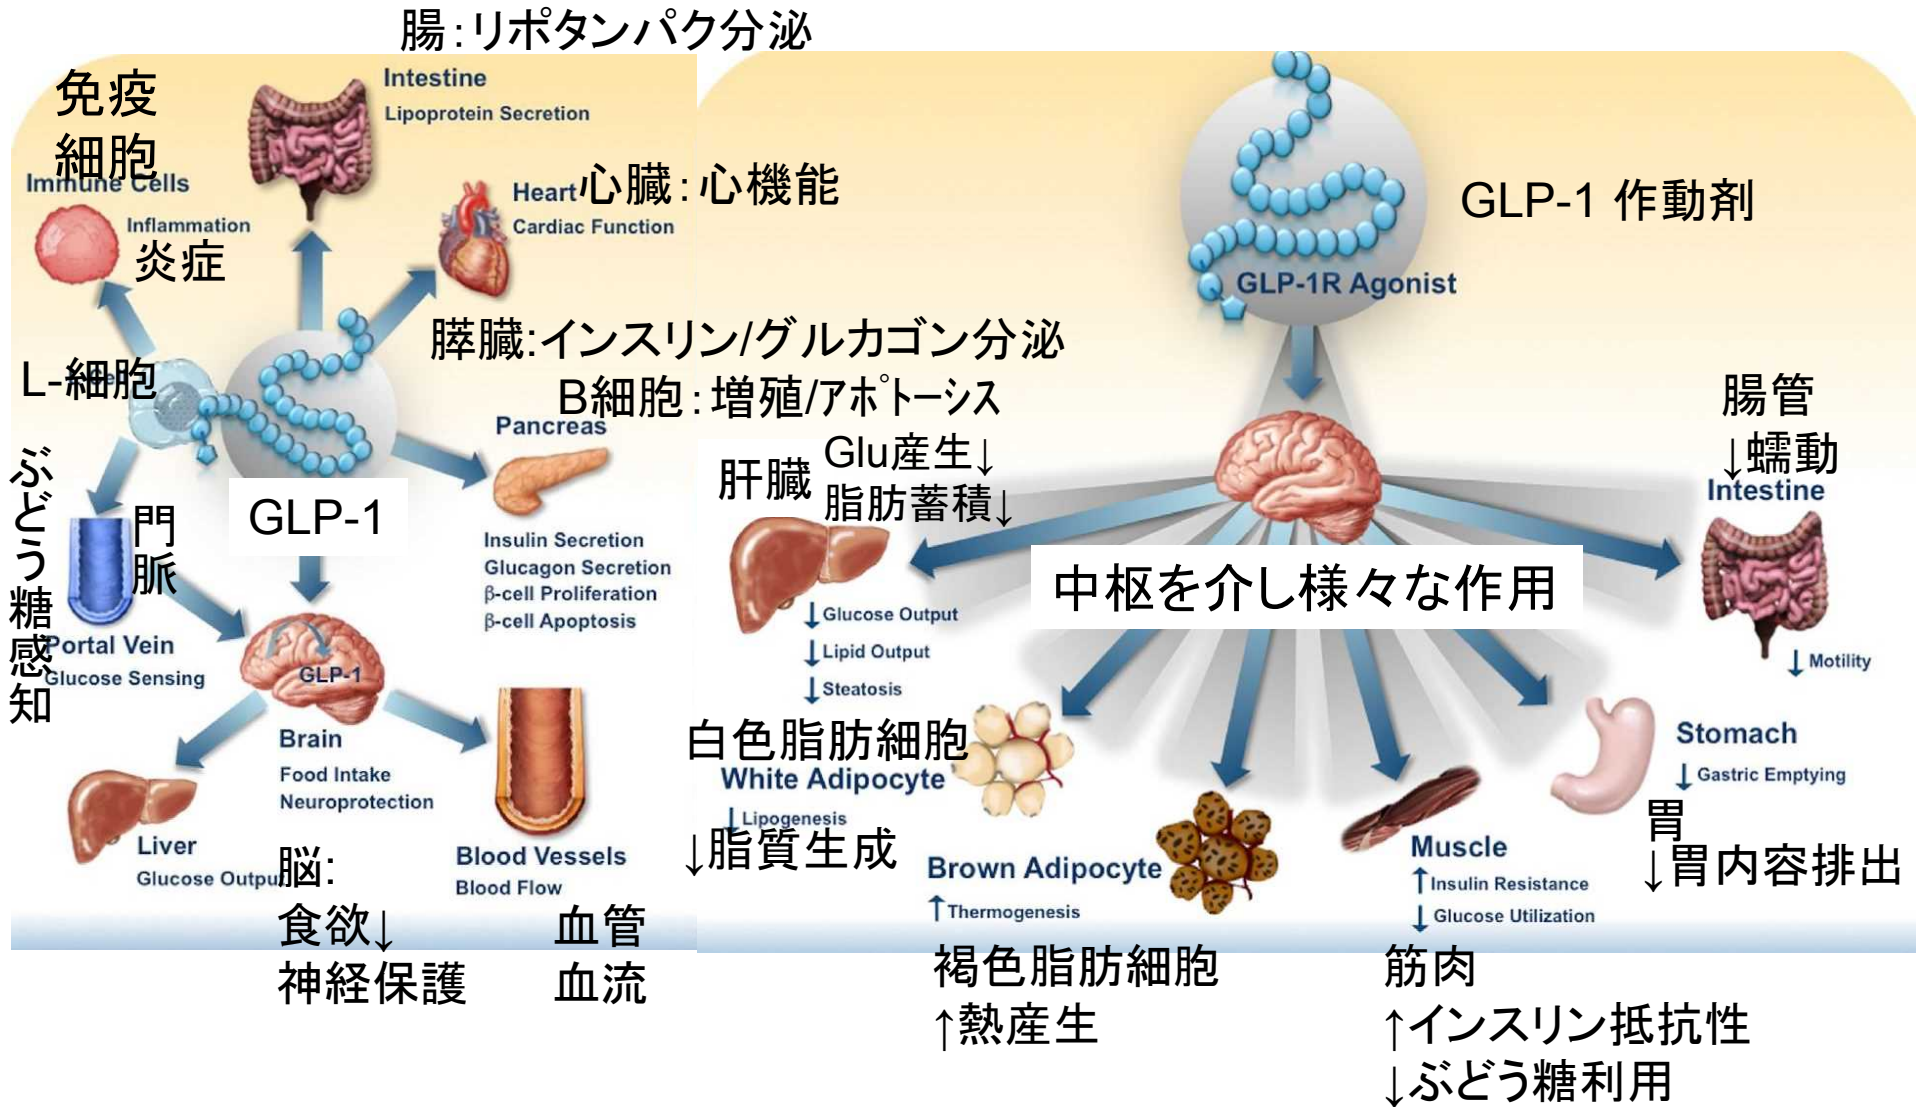 腸：リポタンパク分泌
免疫
細胞
Immune Cells
Inflammation
炎症
Intestine
Lipoprotein Secretion
Heart
心臓：心機能
Cardiac Function
膵臓:インスリン/グルカゴン分泌
B細胞：増殖/アポトーシス
Pancreas
Insulin Secretion
Glucagon Secretion
β-cell Proliferation
β-cell Apoptosis
L-細胞
GLP-1
ぶどう糖感知
門脈
Portal Vein
Glucose Sensing
GLP-1
Brain
Food Intake
Neuroprotection
Liver
Glucose Output
脳:
食欲↓
神経保護
Blood Vessels
Blood Flow
血管
血流
GLP-1 作動剤
GLP-1R Agonist
肝臓
Glu産生↓
脂肪蓄積↓
↓Glucose Output
↓Lipid Output
↓Steatosis
中枢を介し様々な作用
腸管
↓蠕動
Intestine
↓Motility
白色脂肪細胞
White Adipocyte
↓Lipogenesis
↓脂質生成
Brown Adipocyte
↑Thermogenesis
褐色脂肪細胞
↑熱産生
Muscle
↑Insulin Resistance
↓Glucose Utilization
筋肉
↑インスリン抵抗性
↓ぶどう糖利用
Stomach
↓Gastric Emptying
胃
↓胃内容排出